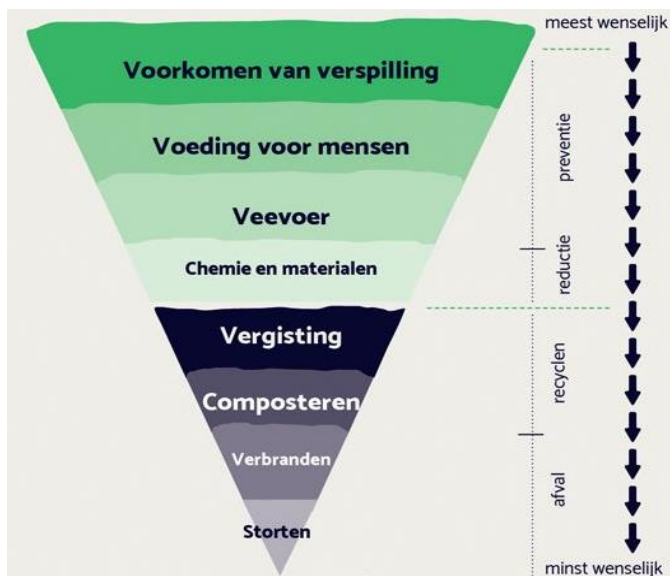 meest wenselijk
Voorkomen van verspilling
Voeding voor mensen
Veevoer
Chemie en materialen
Vergisting
Composteren
Verbranden
Storten
preventie
reductie
recyclen
afval
minst wenselijk